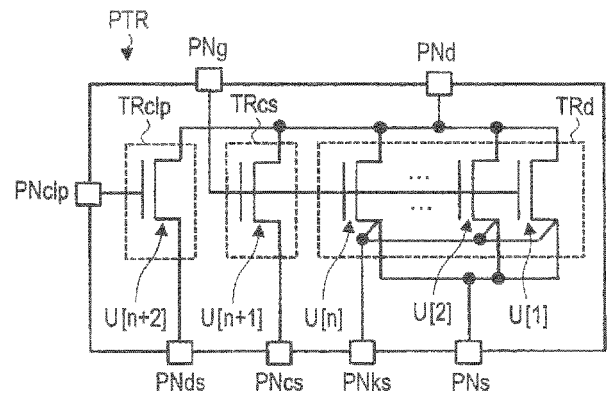 PTR
PNg
PNd
TRclp
TRcs
TRd
PNclp
...
...
U[n+2]
U[n+1]
U[n]
U[2]
U[1]
PNds
PNcs
PNks
PNs